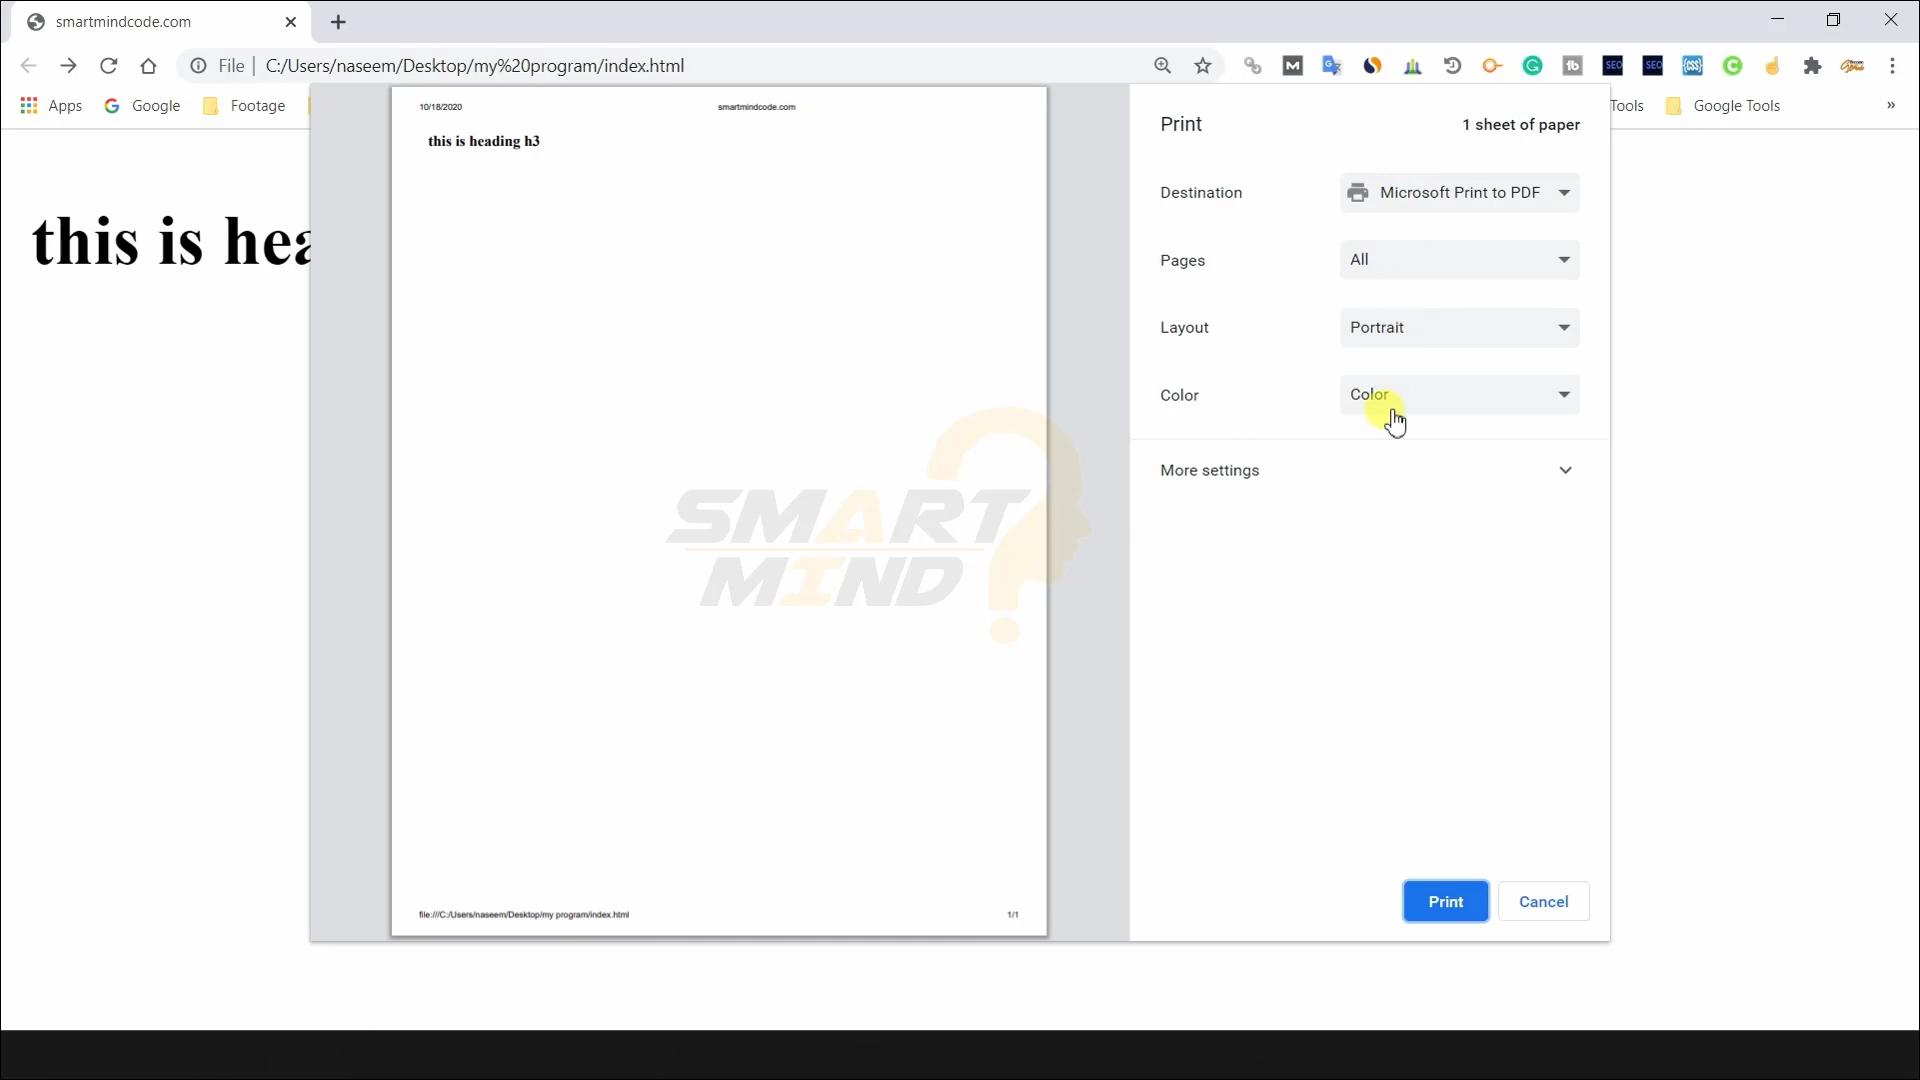 smartmindcode.com
File C:/Users/naseem/Desktop/my%20program/index.html
M
tb
SEO
SEO
Apps
Google
Footage
Tools
Google Tools
»
this is hea
10/18/2020
smartmindcode.com
this is heading h3
SMART
MIND
file:///C:/Users/naseem/Desktop/my program/index.html
1/1
Print
1 sheet of paper
Destination
Microsoft Print to PDF
Pages
All
Layout
Portrait
Color
Color
More settings
Print
Cancel